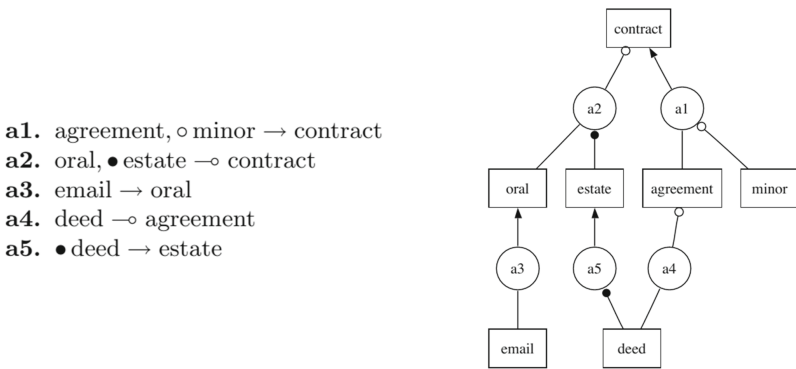 a1. agreement, ○ minor → contract
a2. oral, ● estate ⊸ contract
a3. email → oral
a4. deed ⊸ agreement
a5. ● deed → estate
contract
a2 a1
oral estate agreement minor
a3 a5 a4
email deed